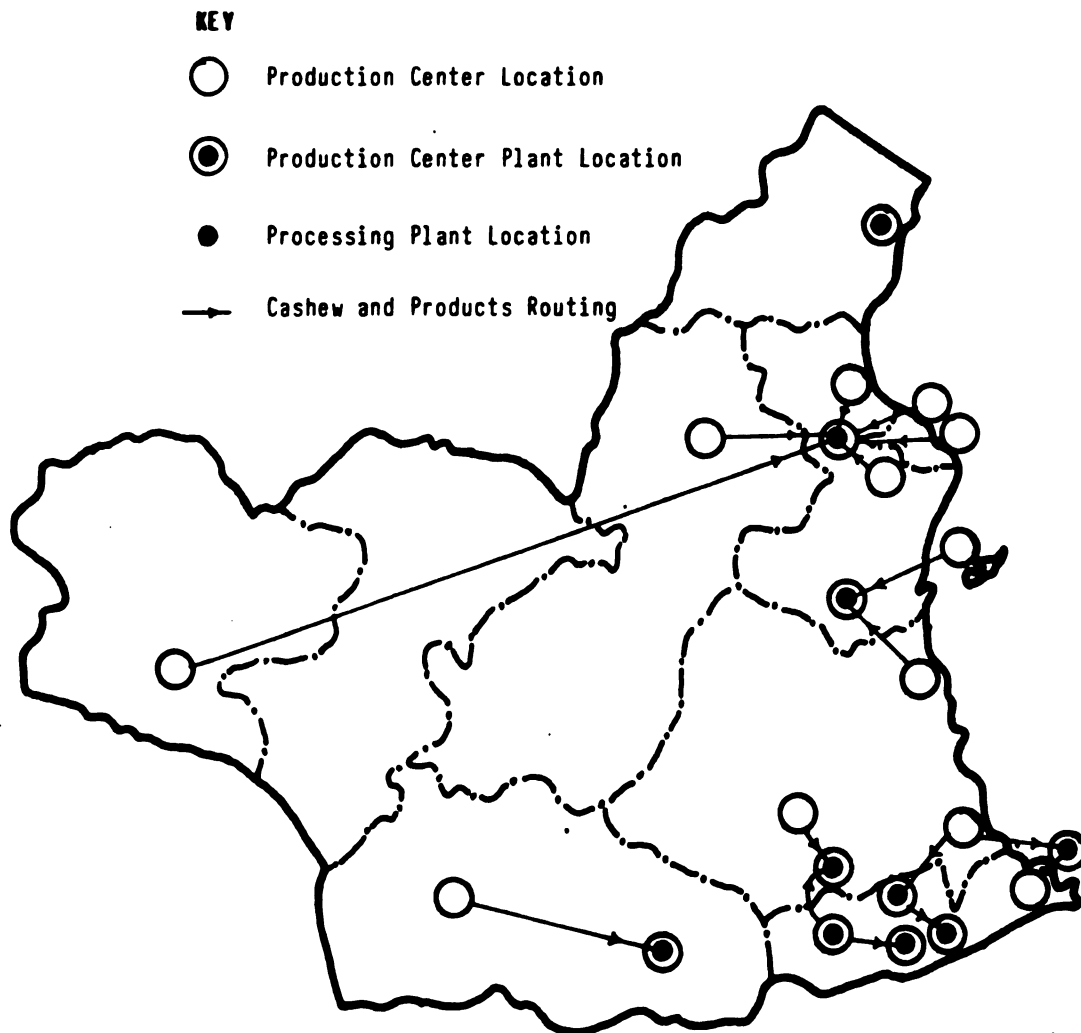 KEY
Production Center Location
Production Center Plant Location
Processing Plant Location
Cashew and Products Routing